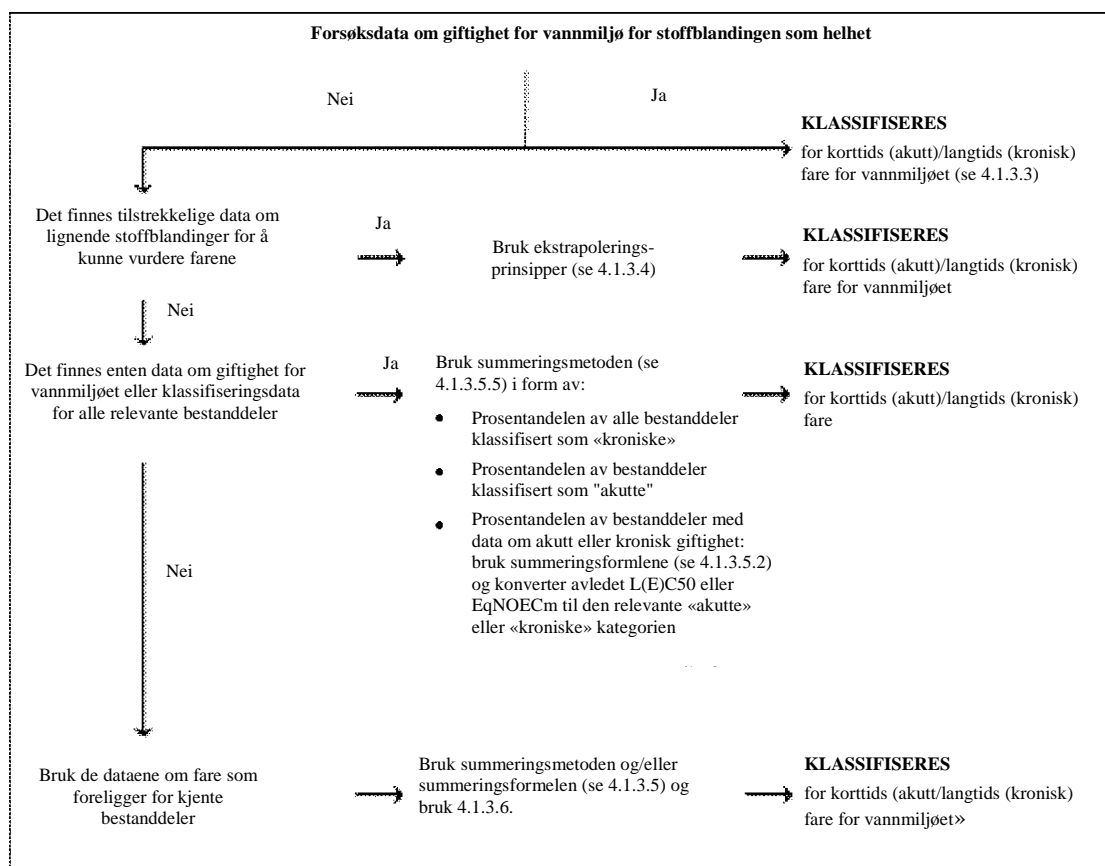 Forsøksdata om giftighet for vannmiljø for stoffblandingen som helhet
Nei
Ja
KLASSIFISERES
for korttids (akutt)/langtids (kronisk)
fare for vannmiljøet (se 4.1.3.3)
Det finnes tilstrekkelige data om
lignende stoffblandinger for å
kunne vurdere farene
Ja
Bruk ekstrapolerings-
prinsipper (se 4.1.3.4)
KLASSIFISERES
for korttids (akutt)/langtids (kronisk)
fare for vannmiljøet
Nei
Det finnes enten data om giftighet for
vannmiljøet eller klassifiseringsdata
for alle relevante bestanddeler
Ja
Bruk summeringsmetoden (se
4.1.3.5.5) i form av:
• Prosentandelen av alle bestanddeler
klassifisert som «kroniske»
• Prosentandelen av bestanddeler
klassifisert som "akutte"
• Prosentandelen av bestanddeler med
data om akutt eller kronisk giftighet:
bruk summeringsformlene (se 4.1.3.5.2)
og konverter avledet L(E)C50 eller
EqNOECm til den relevante «akutte»
eller «kroniske» kategorien
KLASSIFISERES
for korttids (akutt)/langtids (kronisk)
fare
Nei
Bruk de dataene om fare som
foreligger for kjente
bestanddeler
Bruk summeringsmetoden og/eller
summeringsformelen (se 4.1.3.5) og
bruk 4.1.3.6.
KLASSIFISERES
for korttids (akutt/langtids (kronisk)
fare for vannmiljøet»